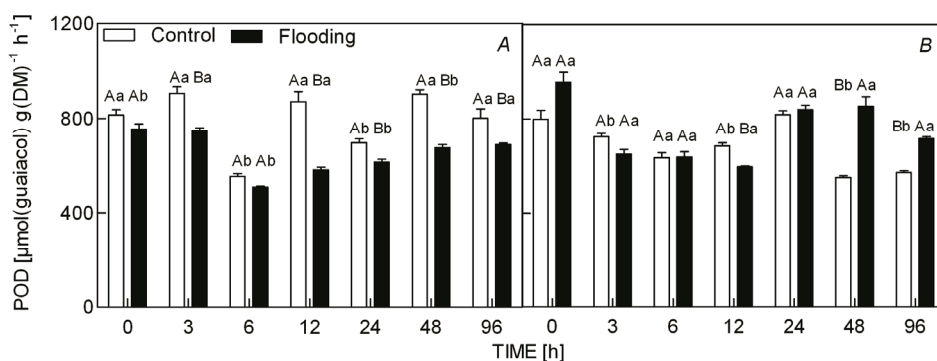 1200
Control Flooding A B
Aa Ba Aa Ba Aa Bb Aa Aa
Aa Ab Aa Ba Aa Aa Bb Aa
800
Ab Bb Ab Aa Aa Aa Ab Ba Bb Aa
Ab Ab
400
0
0 3 6 12 24 48 96 0 3 6 12 24 48 96
TIME [h]
POD [µmol(guaiacol) g(DM)⁻¹ h⁻¹]